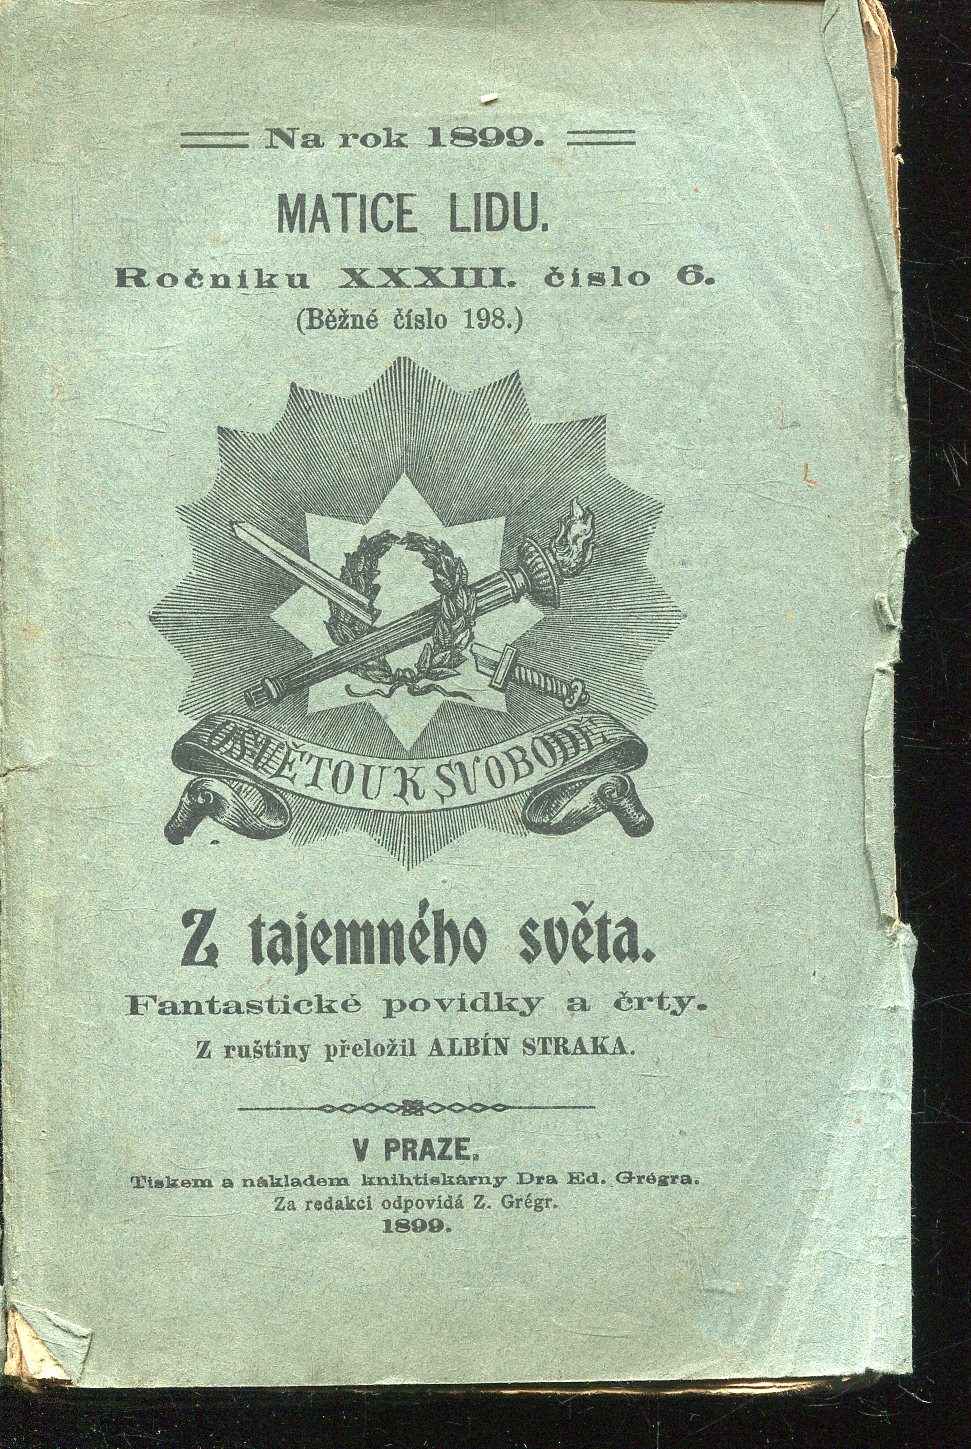 Na rok 1899.
MATICE LIDU.
Ročníku XXXIII. číslo 6.
(Běžné číslo 198.)
OSVĚTOU K SVOBODĚ
Z tajemného světa.
Fantastické povídky a črty.
Z ruštiny přeložil ALBÍN STRAKA.
V PRAZE.
Tiskem a nákladem knihtiskárny Dra Ed. Grégra.
Za redakci odpovídá Z. Grégr.
1899.